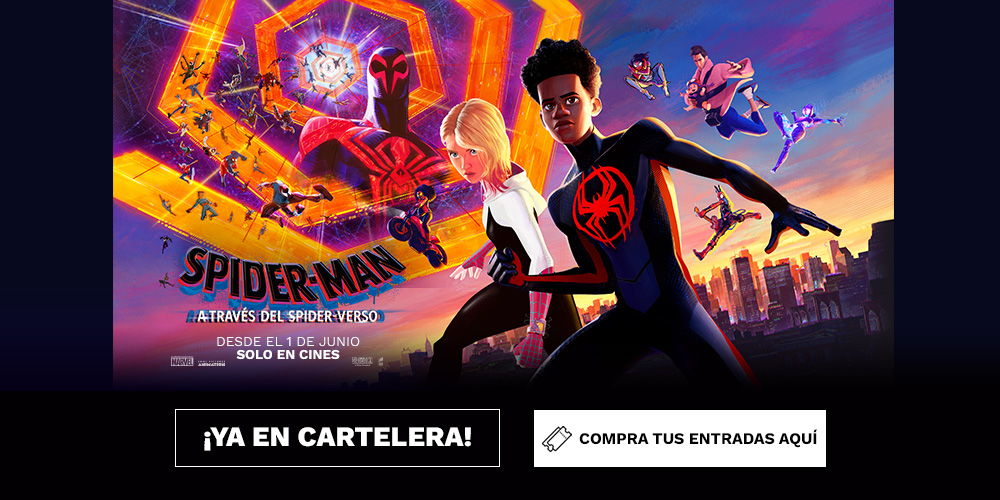 SPIDER-MAN
A TRAVÉS DEL SPIDER-VERSO
DESDE EL 1 DE JUNIO
SOLO EN CINES
MARVEL
ANIMATION
¡YA EN CARTELERA!
COMPRA TUS ENTRADAS AQUÍ